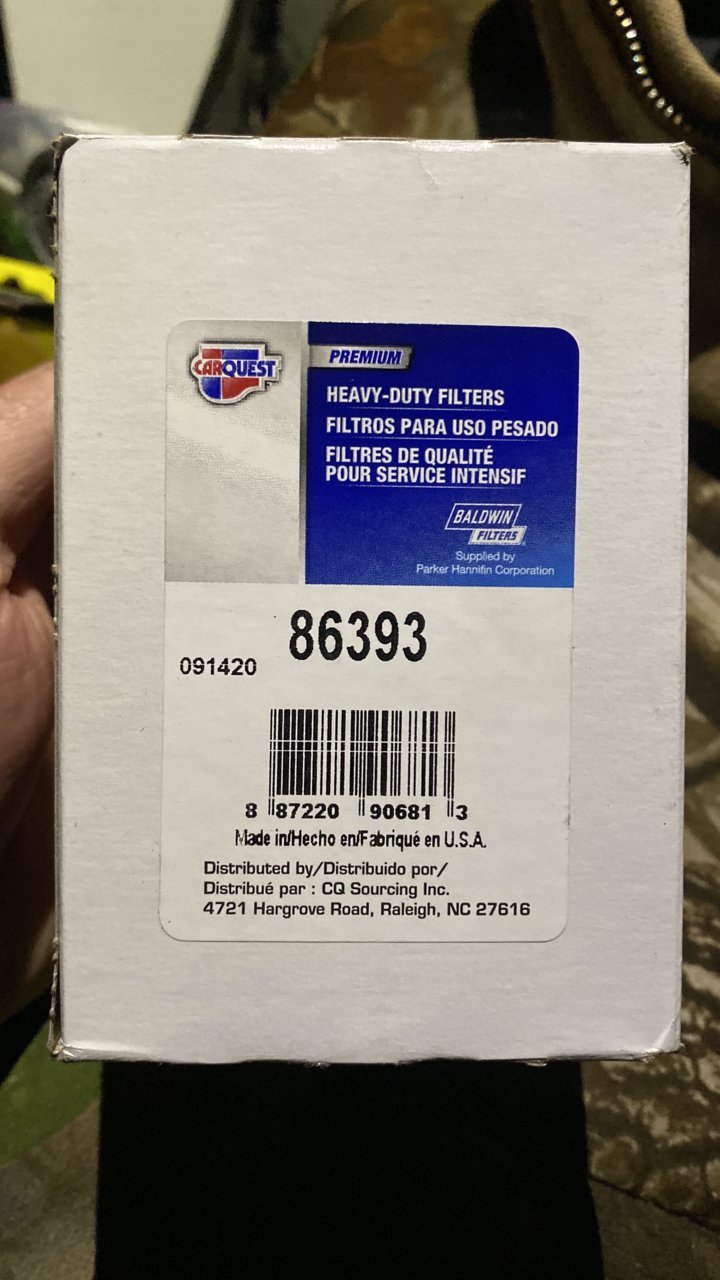 CARQUEST
PREMIUM
HEAVY-DUTY FILTERS
FILTROS PARA USO PESADO
FILTRES DE QUALITÉ
POUR SERVICE INTENSIF
BALDWIN
FILTERS
Supplied by
Parker Hannifin Corporation
86393
091420
8 87220 90681 3
Made in/Hecho en/Fabriqué en U.S.A.
Distributed by/Distribuido por/
Distribué par : CQ Sourcing Inc.
4721 Hargrove Road, Raleigh, NC 27616